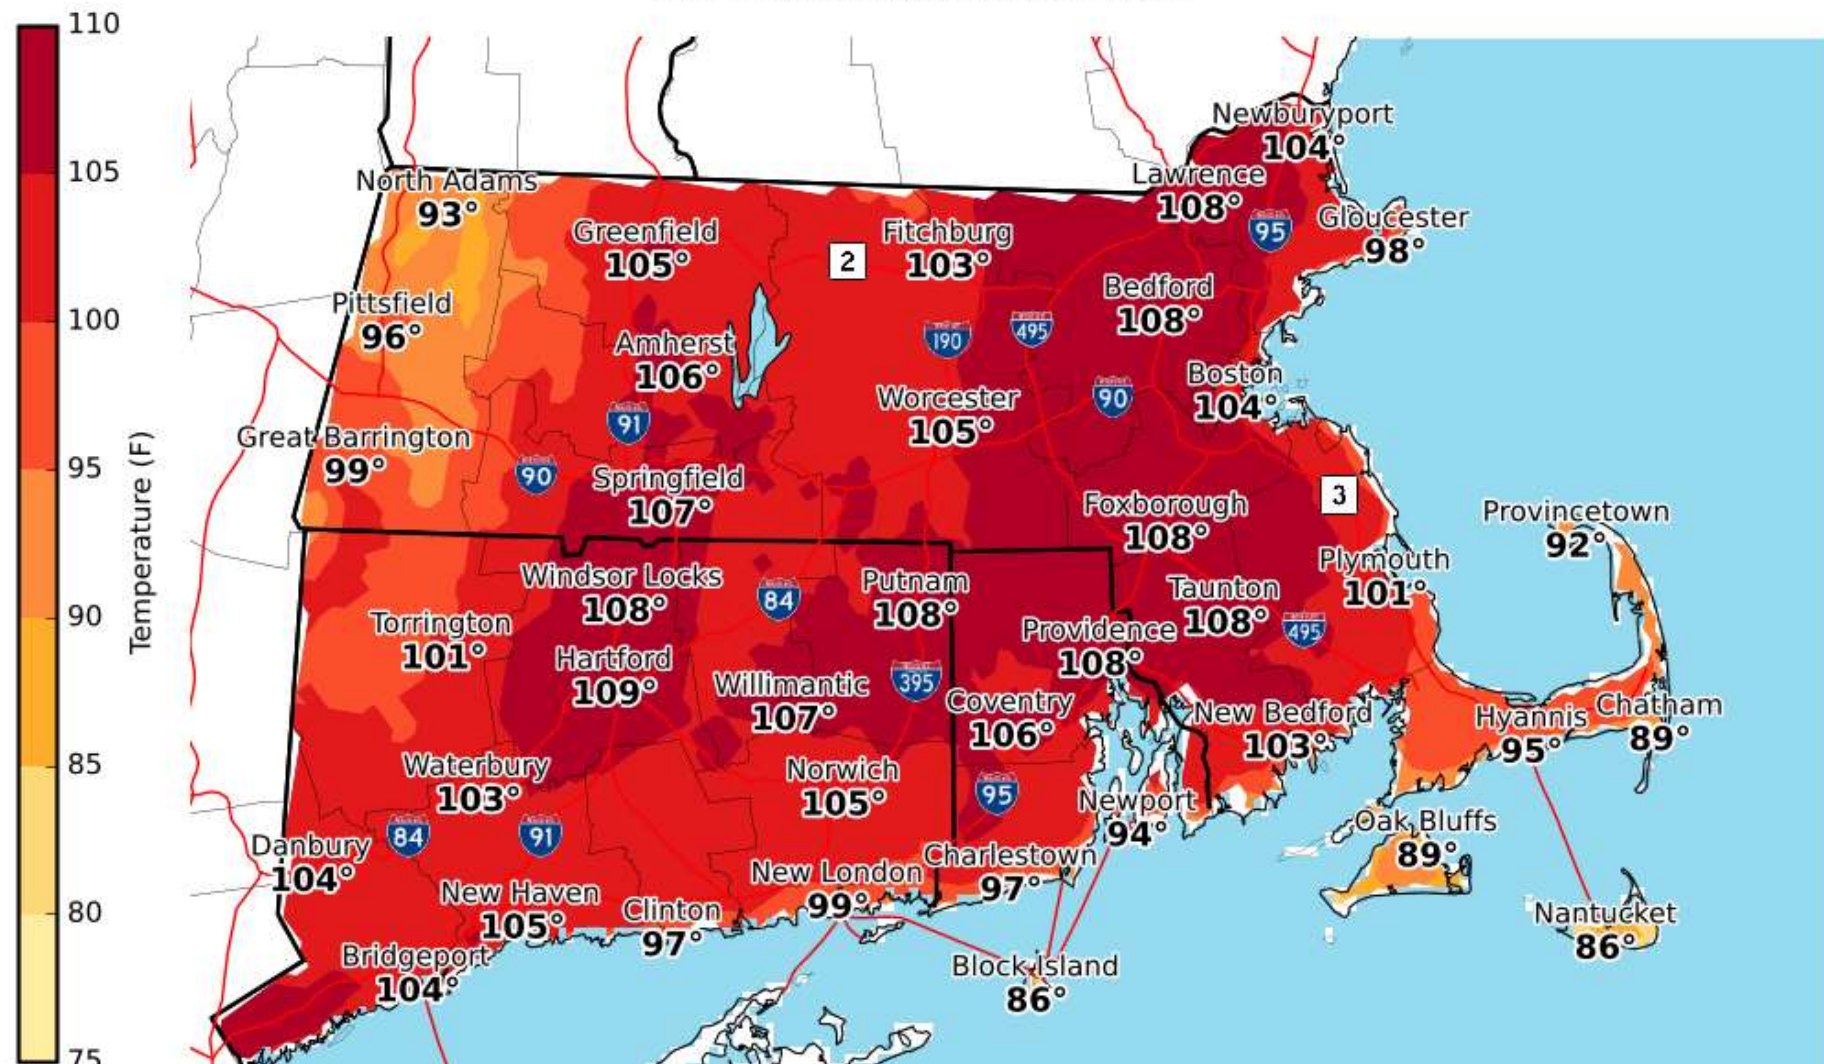 110
105
100
95
90
85
80
75
Temperature (F)
Newburyport
104°
North Adams
93°
Lawrence
108°
Greenfield
105°
2
Fitchburg
103°
95
Gloucester
98°
Pittsfield
96°
Bedford
108°
Amherst
106°
190
495
Worcester
105°
90
Boston
104°
91
Great Barrington
99°
90
Springfield
107°
3
Foxborough
108°
Provincetown
92°
Windsor Locks
108°
84
Putnam
108°
Plymouth
101°
Taunton
108°
495
Torrington
101°
Providence
108°
Hartford
109°
Willimantic
107°
395
Coventry
106°
New Bedford
103°
Hyannis
95°
Chatham
89°
Waterbury
103°
Norwich
105°
95
Newport
94°
Oak Bluffs
89°
84
91
Danbury
104°
New Haven
105°
Clinton
97°
New London
99°
Charlestown
97°
Nantucket
86°
Bridgeport
104°
Block Island
86°